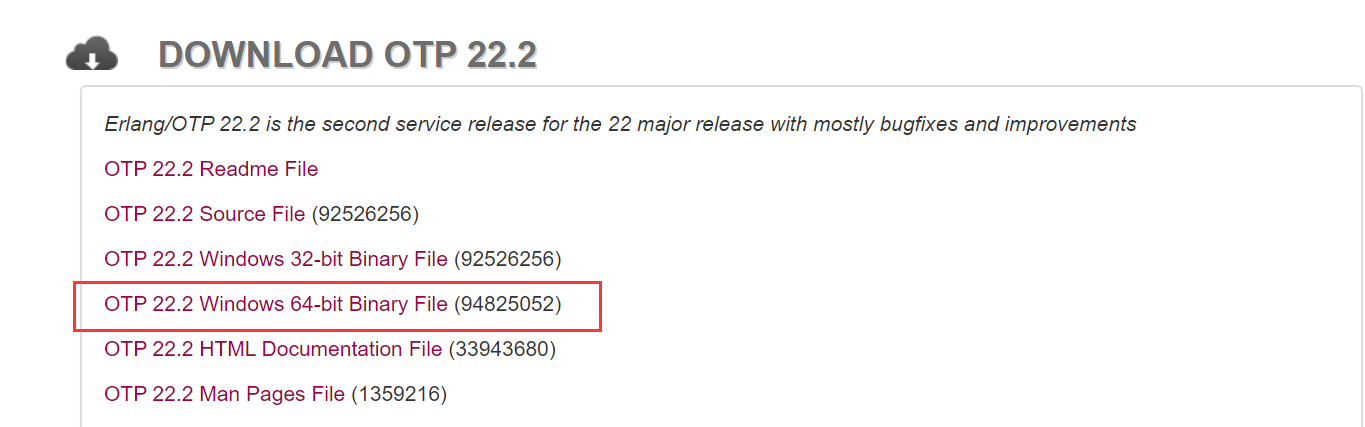 DOWNLOAD OTP 22.2
Erlang/OTP 22.2 is the second service release for the 22 major release with mostly bugfixes and improvements
OTP 22.2 Readme File
OTP 22.2 Source File (92526256)
OTP 22.2 Windows 32-bit Binary File (92526256)
OTP 22.2 Windows 64-bit Binary File (94825052)
OTP 22.2 HTML Documentation File (33943680)
OTP 22.2 Man Pages File (1359216)